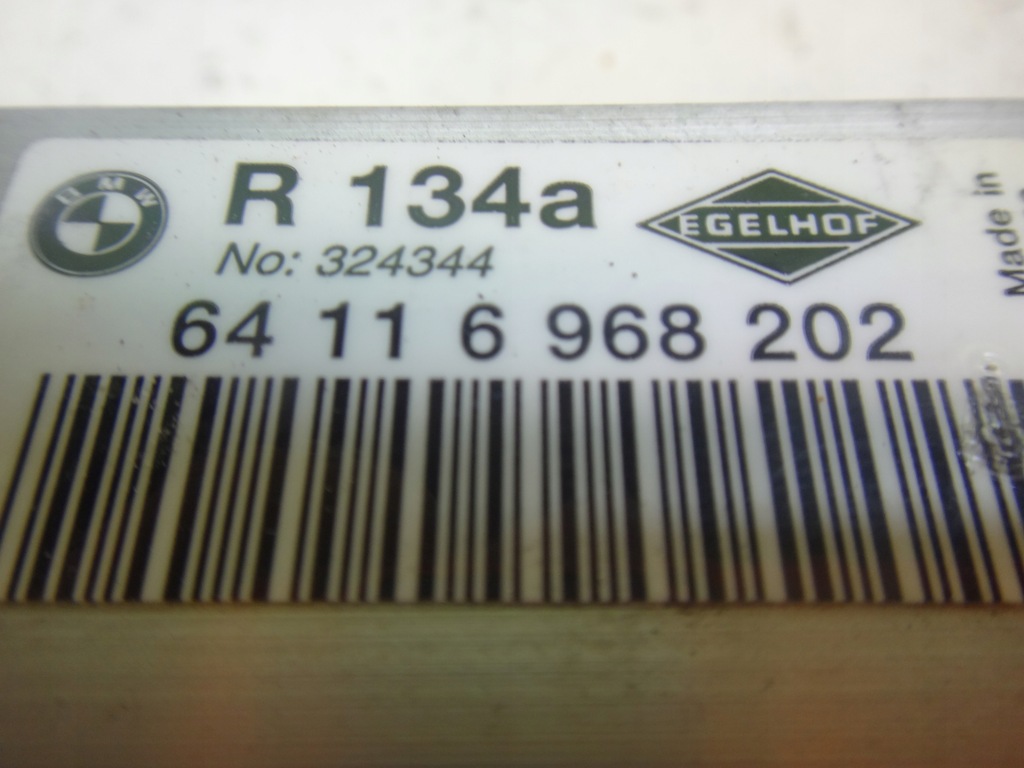 BMW
R 134a
EGELHOF
No: 324344
64 11 6 968 202
Made in